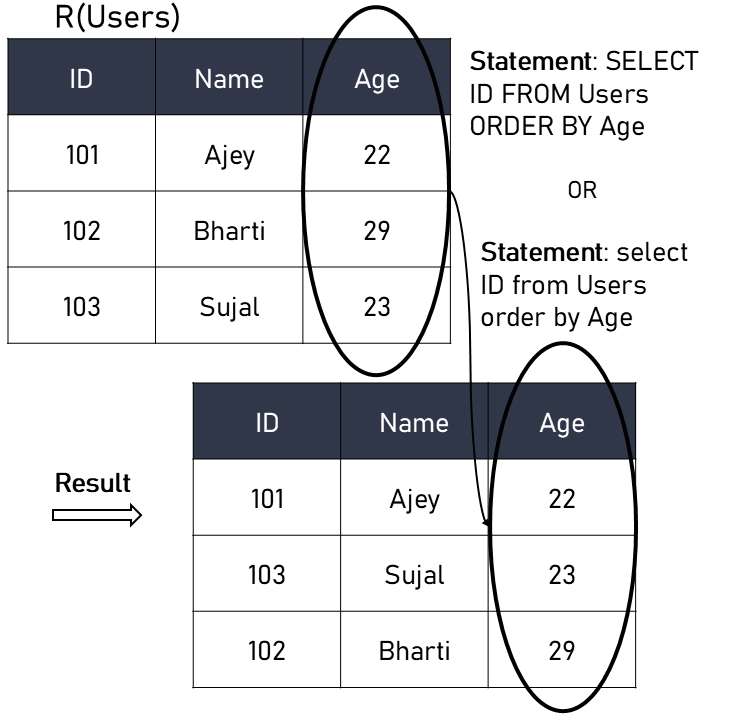 R(Users)
ID Name Age
101 Ajey 22
102 Bharti 29
103 Sujal 23
Statement: SELECT
ID FROM Users
ORDER BY Age
OR
Statement: select
ID from Users
order by Age
Result
ID Name Age
101 Ajey 22
103 Sujal 23
102 Bharti 29